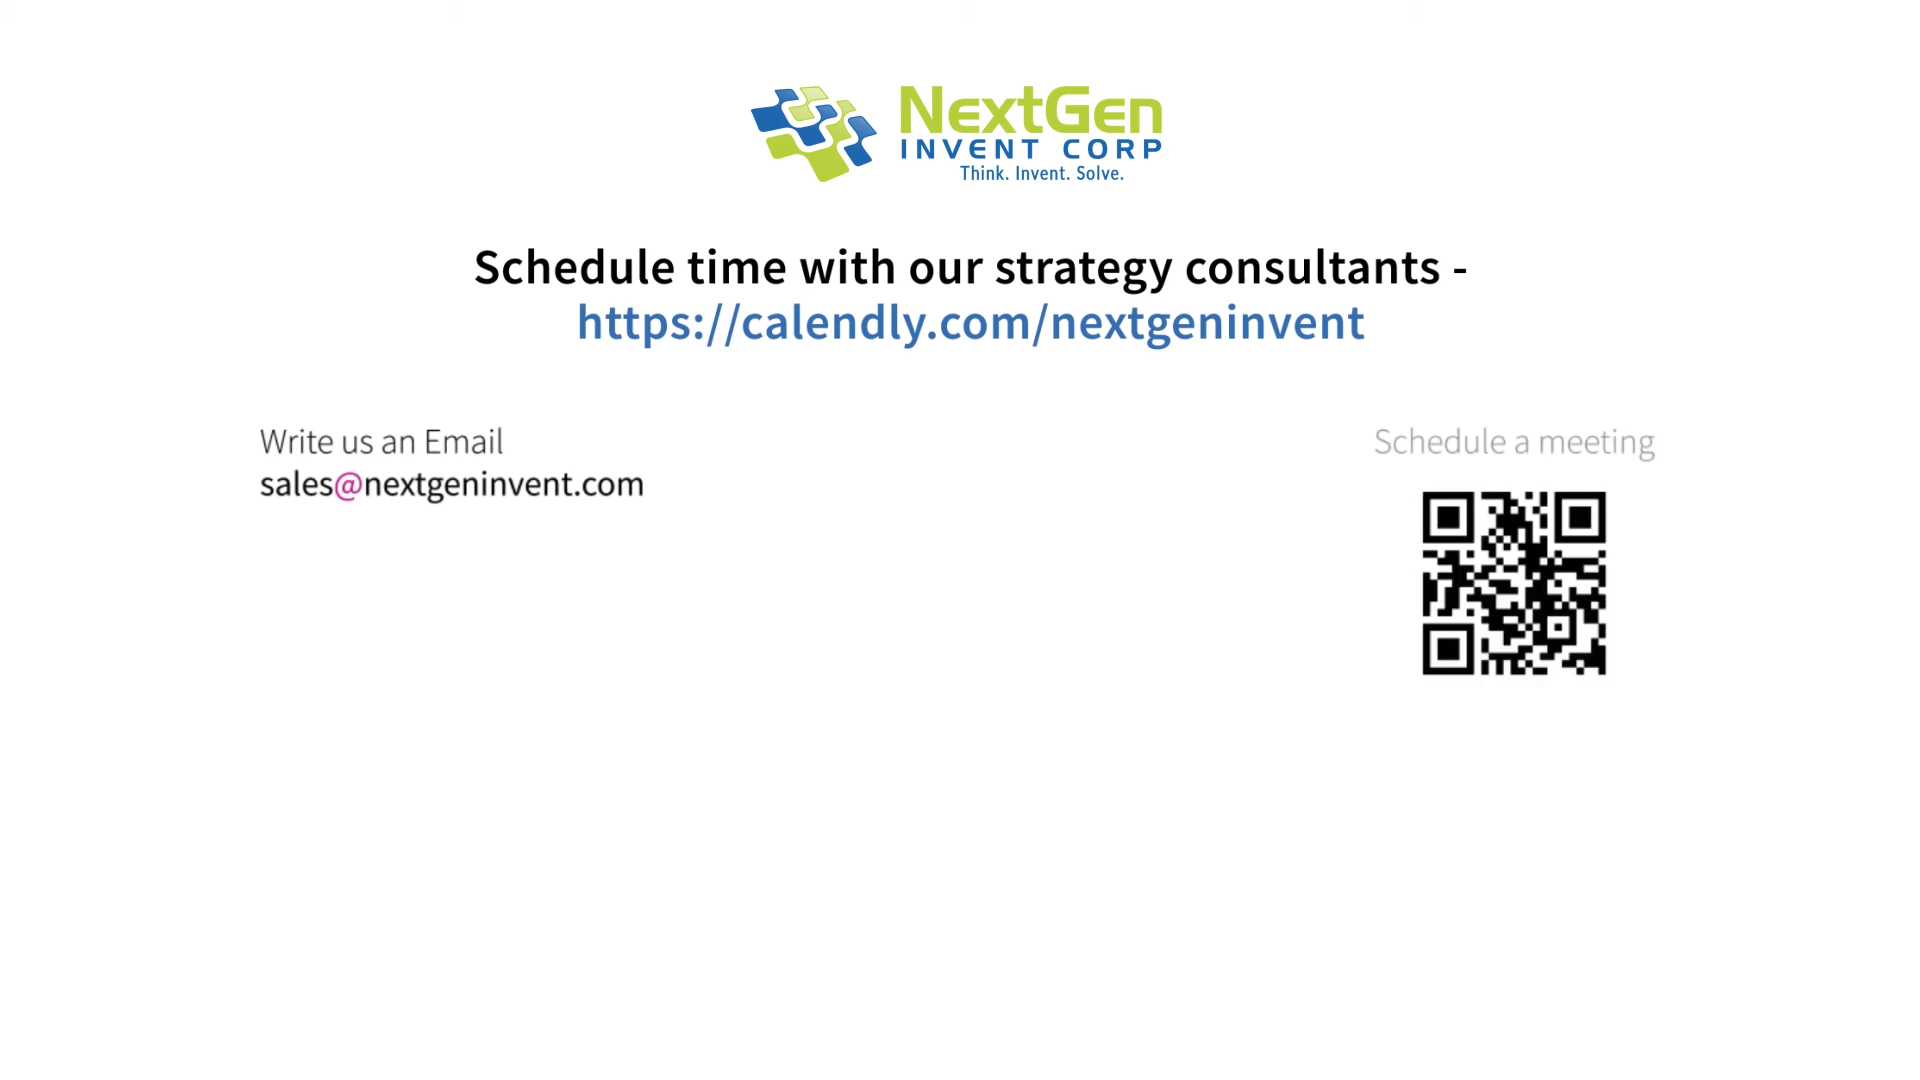 NextGen
INVENT CORP
Think. Invent. Solve.
Schedule time with our strategy consultants -
https://calendly.com/nextgeninvent
Write us an Email
sales@nextgeninvent.com
Schedule a meeting